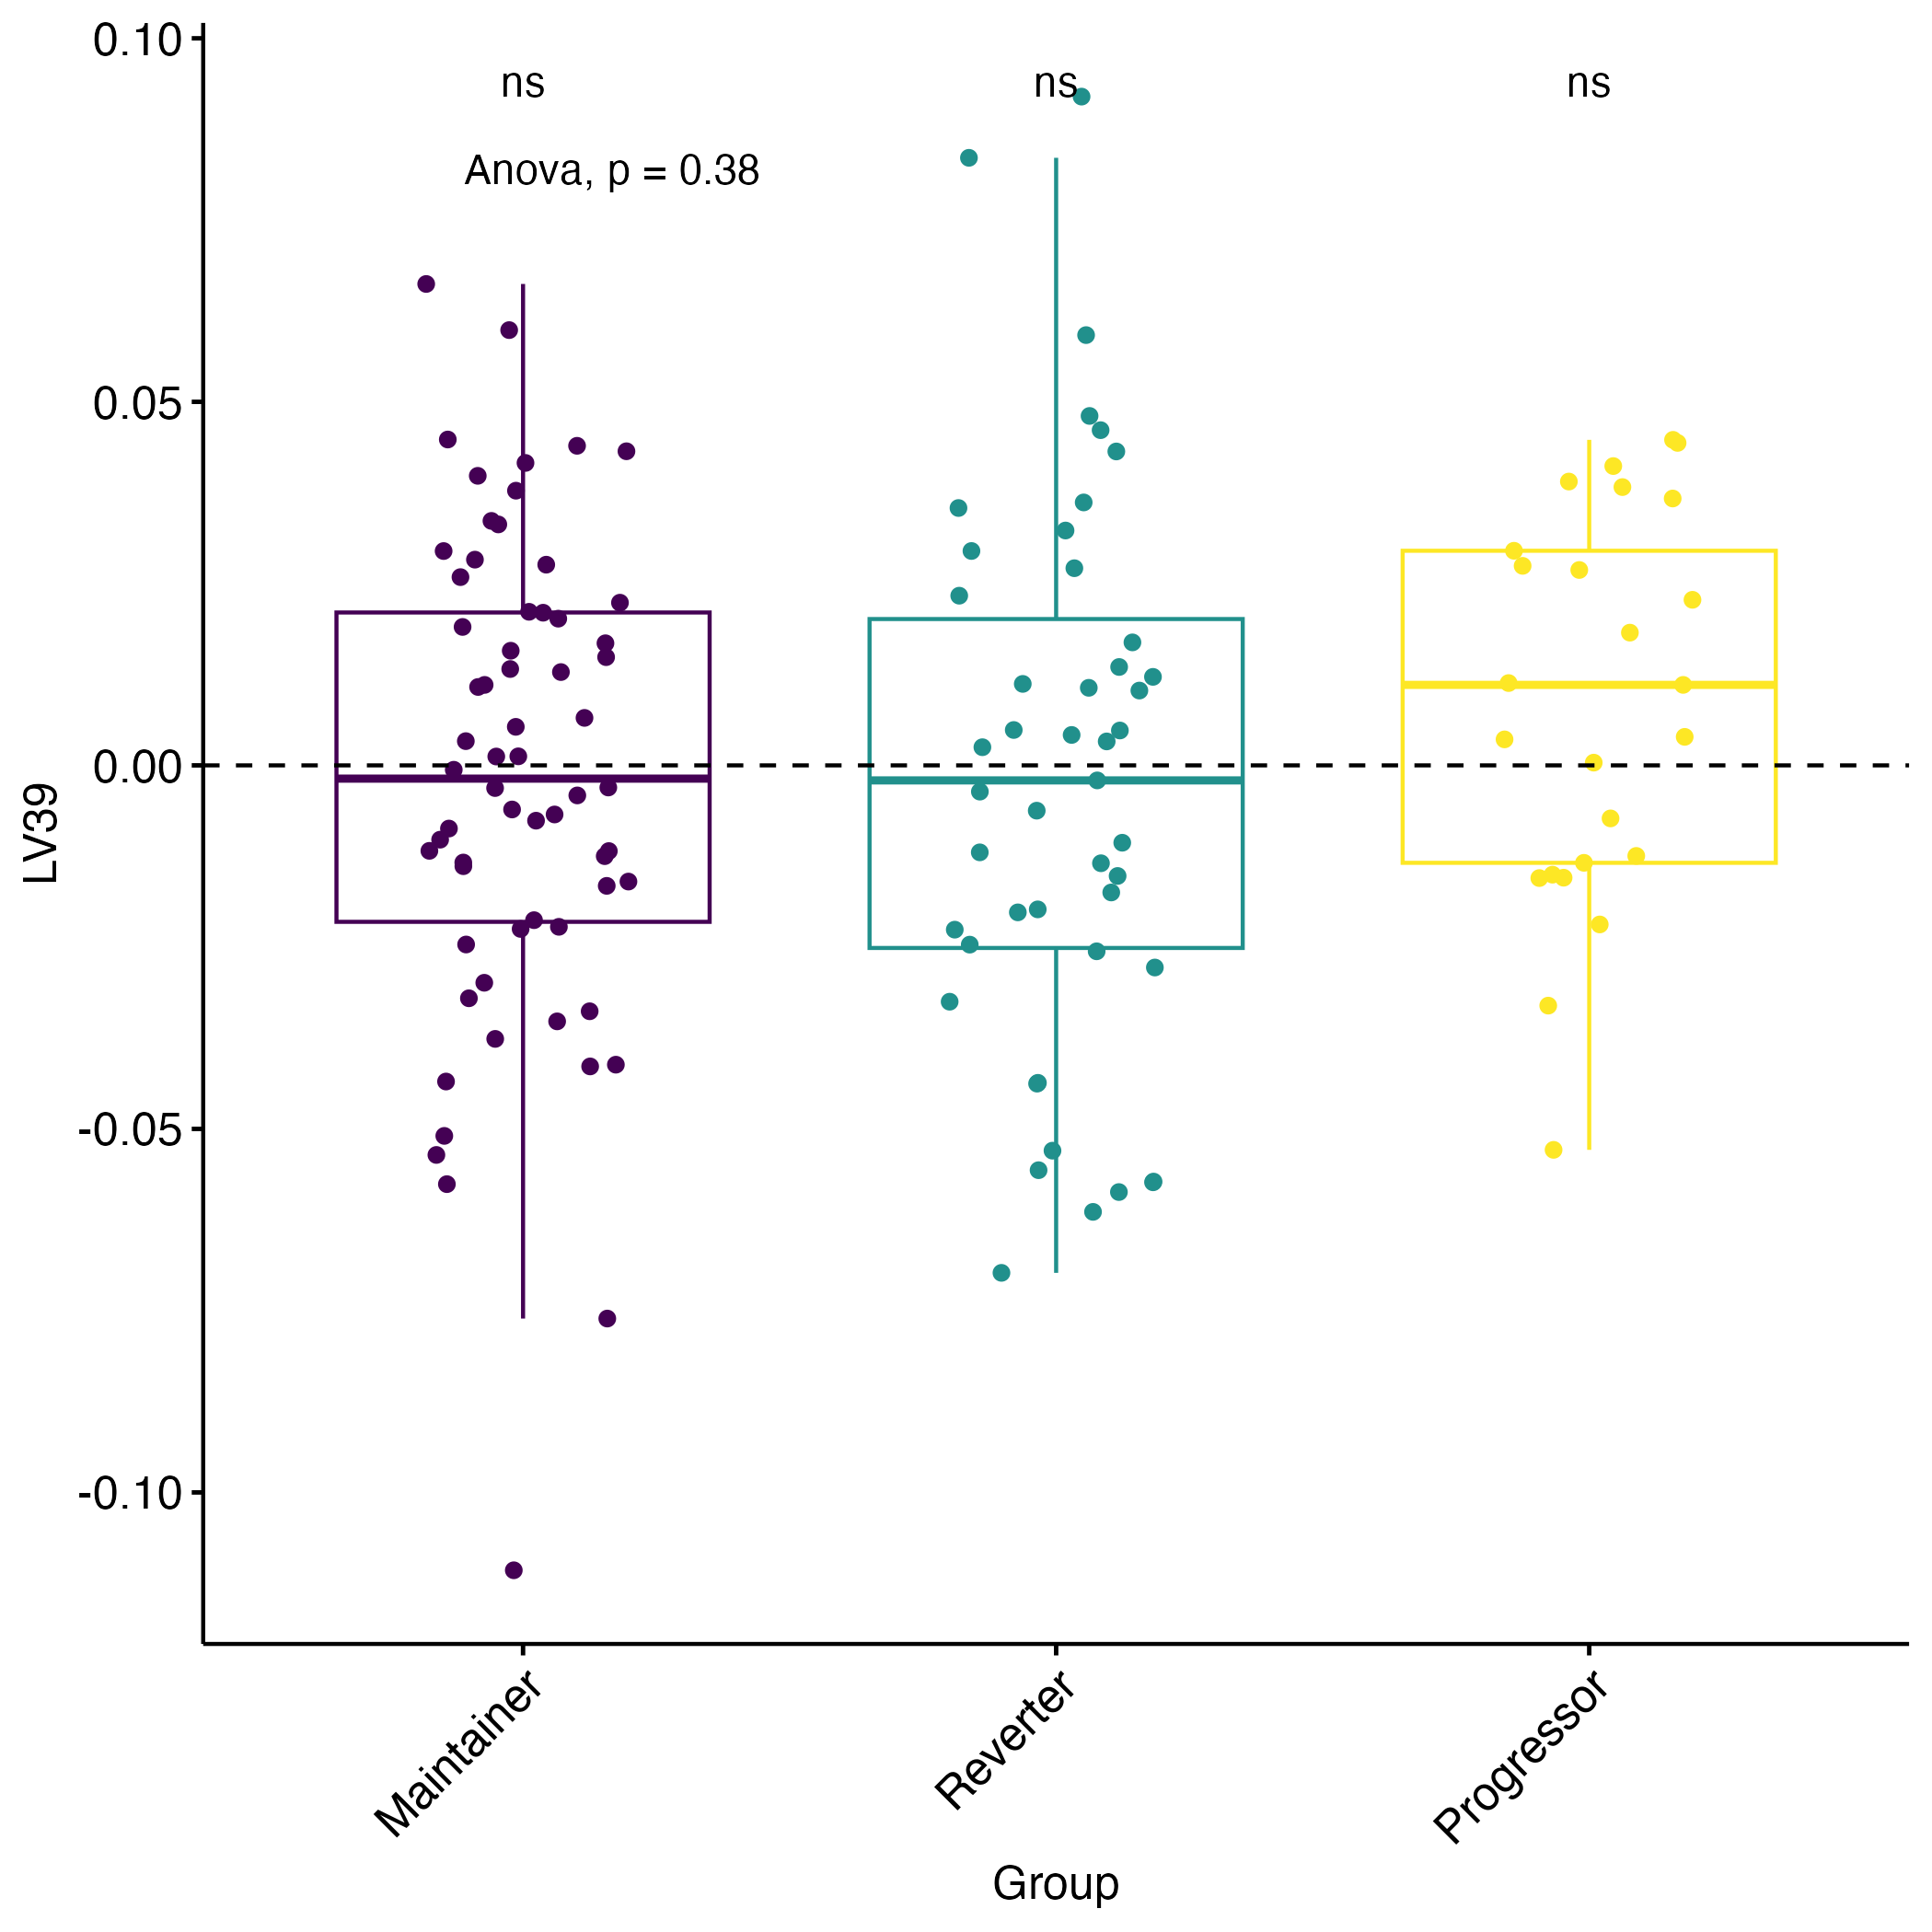 0.10
ns ns ns
Anova, p = 0.38
0.05
0.00
LV39
-0.05
-0.10
Maintainer Reverter Progressor
Group